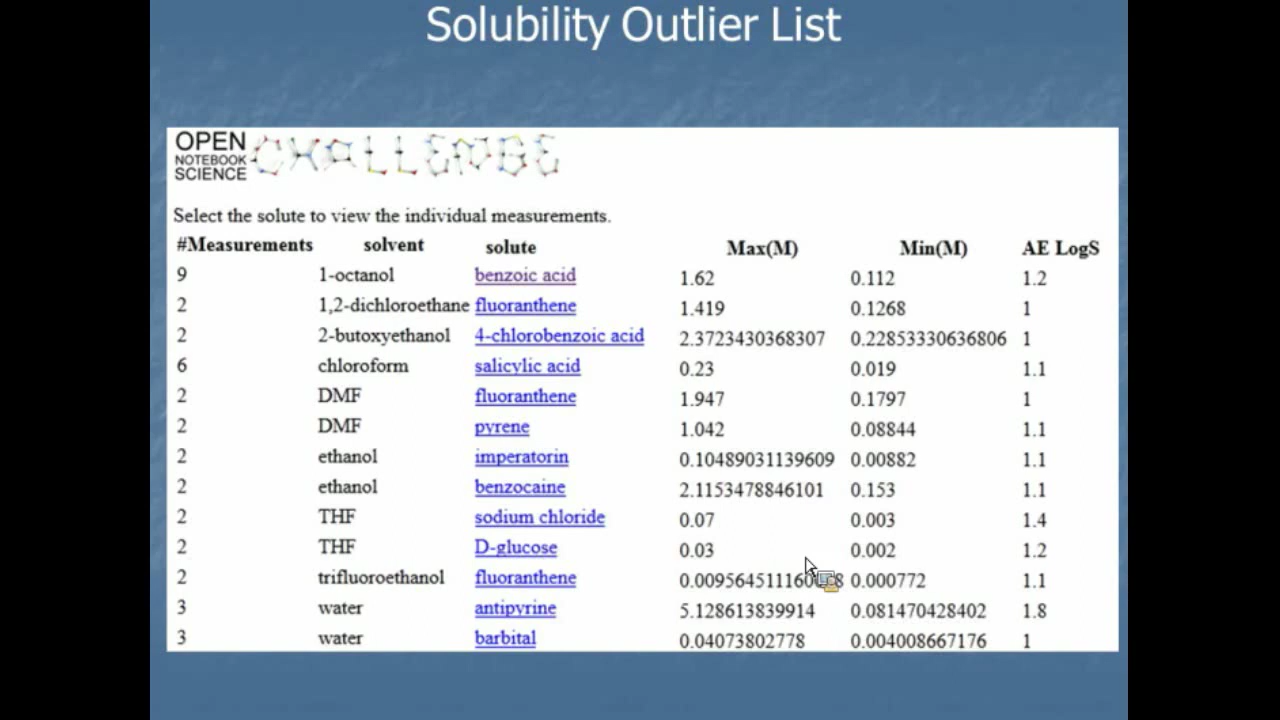 Solubility Outlier List
OPEN
NOTEBOOK
SCIENCE
CHALLENGE
Select the solute to view the individual measurements.
#Measurements solvent solute Max(M) Min(M) AE LogS
9 1-octanol benzoic acid 1.62 0.112 1.2
2 1,2-dichloroethane fluoranthene 1.419 0.1268 1
2 2-butoxyethanol 4-chlorobenzoic acid 2.3723430368307 0.22853330636806 1
6 chloroform salicylic acid 0.23 0.019 1.1
2 DMF fluoranthene 1.947 0.1797 1
2 DMF pyrene 1.042 0.08844 1.1
2 ethanol imperatorin 0.10489031139609 0.00882 1.1
2 ethanol benzocaine 2.1153478846101 0.153 1.1
2 THF sodium chloride 0.07 0.003 1.4
2 THF D-glucose 0.03 0.002 1.2
2 trifluoroethanol fluoranthene 0.000772 1.1
3 water antipyrine 5.128613839914 0.081470428402 1.8
3 water barbital 0.04073802778 0.004008667176 1